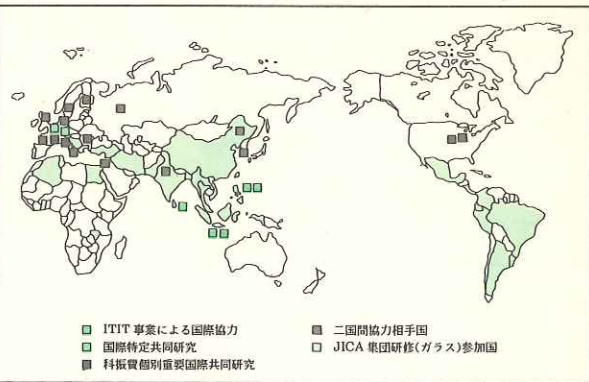 ITIT 事業による国際協力
国際特定共同研究
科振費個別重要国際共同研究
二国間協力相手国
JICA 集団研修(ガラス)参加国